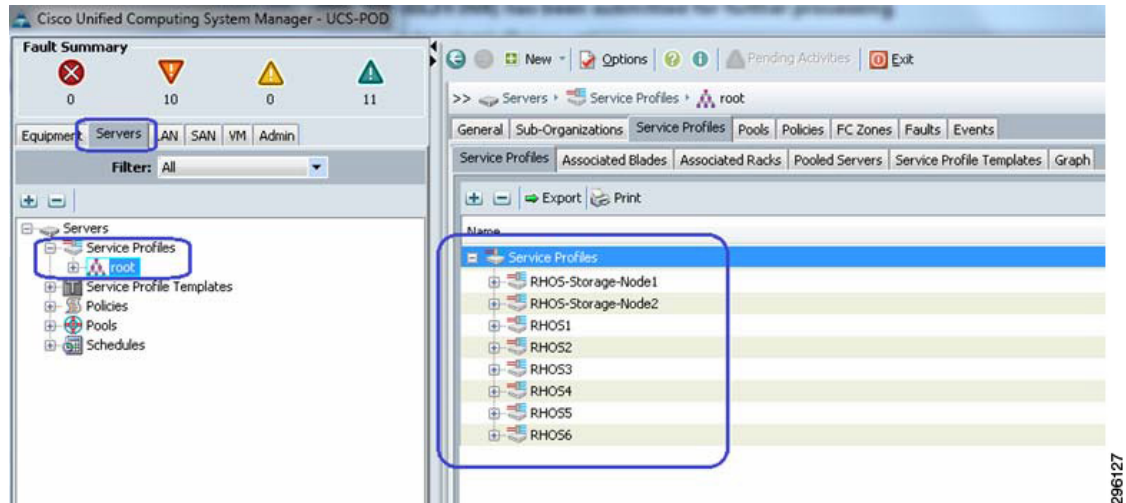 Cisco Unified Computing System Manager - UCS-POD
Fault Summary
0 10 0 11
New Options Pending Activities Exit
>> Servers Service Profiles root
Equipment Servers LAN SAN VM Admin
General Sub-Organizations Service Profiles Pools Policies FC Zones Faults Events
Filter: All
Service Profiles Associated Blades Associated Racks Pooled Servers Service Profile Templates Graph
Export Print
Servers
Service Profiles
root
Service Profile Templates
Policies
Pools
Schedules
Name
Service Profiles
RHOS-Storage-Node1
RHOS-Storage-Node2
RHOS1
RHOS2
RHOS3
RHOS4
RHOS5
RHOS6
296127